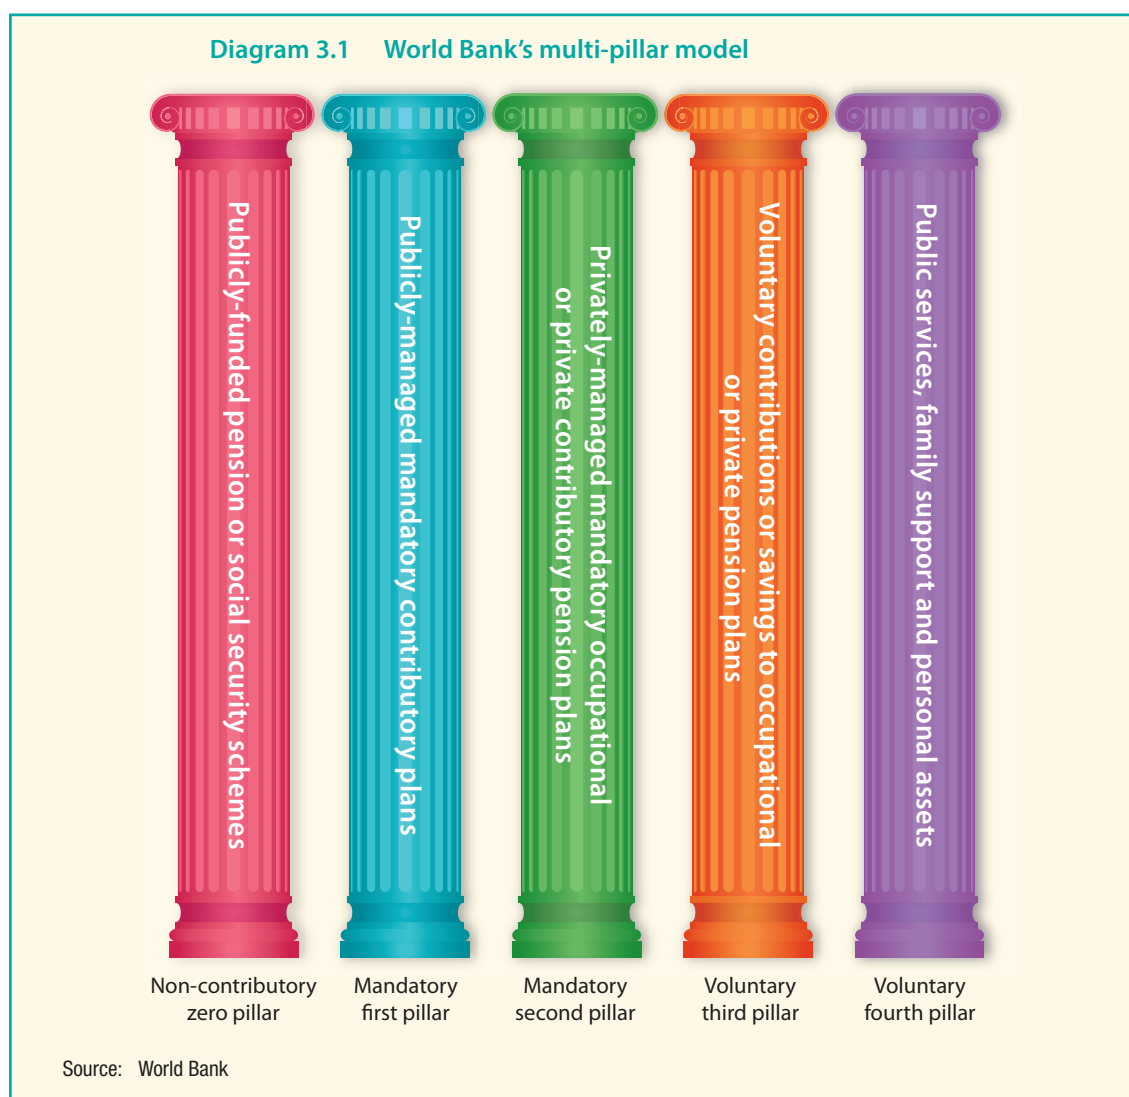 Diagram 3.1 World Bank's multi-pillar model
Publicly-funded pension or social security schemes
Publicly-managed mandatory contributory plans
Privately-managed mandatory occupational
or private contributory pension plans
Voluntary contributions or savings to occupational
or private pension plans
Public services, family support and personal assets
Non-contributory
zero pillar
Mandatory
first pillar
Mandatory
second pillar
Voluntary
third pillar
Voluntary
fourth pillar
Source: World Bank